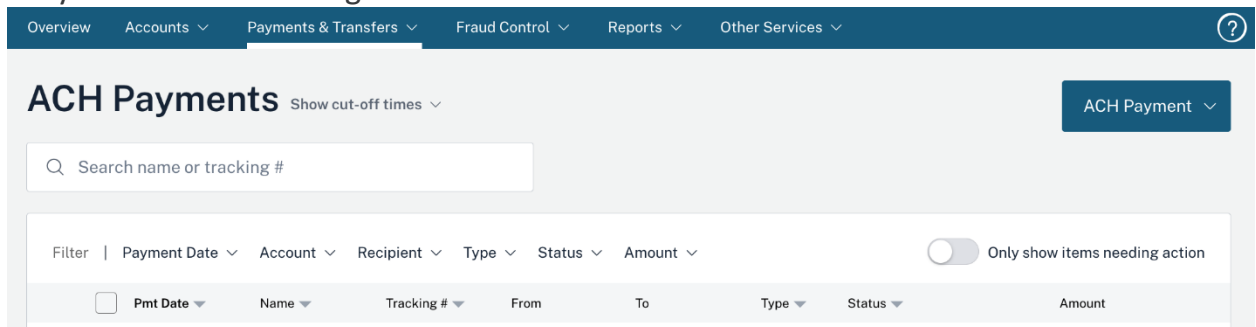 Overview Accounts Payments & Transfers Fraud Control Reports Other Services ?
ACH Payments Show cut-off times ACH Payment
Search name or tracking #
Filter | Payment Date Account Recipient Type Status Amount Only show items needing action
Pmt Date Name Tracking # From To Type Status Amount